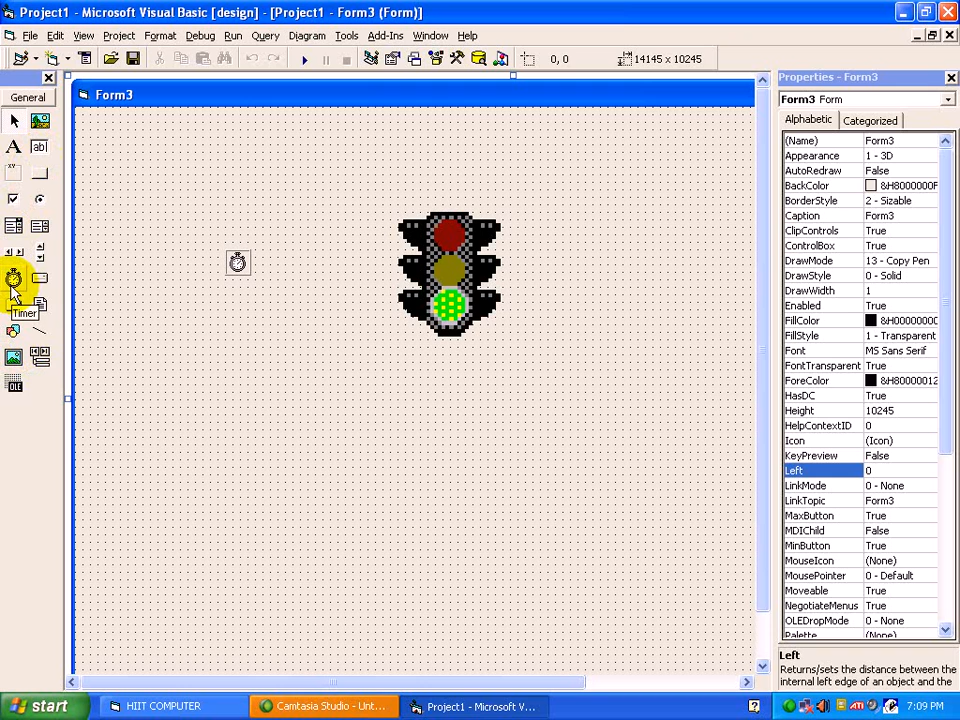 Project1 - Microsoft Visual Basic [design] - [Project1 - Form3 (Form)]
File Edit View Project Format Debug Run Query Diagram Tools Add-Ins Window Help
0, 0 14145 x 10245
General
A ab|
xy
Timer
OLE
Form3
Properties - Form3
Form3 Form
Alphabetic Categorized
(Name) Form3
Appearance 1 - 3D
AutoRedraw False
BackColor &H8000000F
BorderStyle 2 - Sizable
Caption Form3
ClipControls True
ControlBox True
DrawMode 13 - Copy Pen
DrawStyle 0 - Solid
DrawWidth 1
Enabled True
FillColor &H0000000
FillStyle 1 - Transparent
Font MS Sans Serif
FontTransparent True
ForeColor &H8000012
HasDC True
Height 10245
HelpContextID 0
Icon (Icon)
KeyPreview False
Left 0
LinkMode 0 - None
LinkTopic Form3
MaxButton True
MDIChild False
MinButton True
MouseIcon (None)
MousePointer 0 - Default
Moveable True
NegotiateMenus True
OLEDropMode 0 - None
Palette (None)
Left
Returns/sets the distance between the
internal left edge of an object and the
start HIIT COMPUTER Camtasia Studio - Unt... Project1 - Microsoft V... ? ATI 7:09 PM